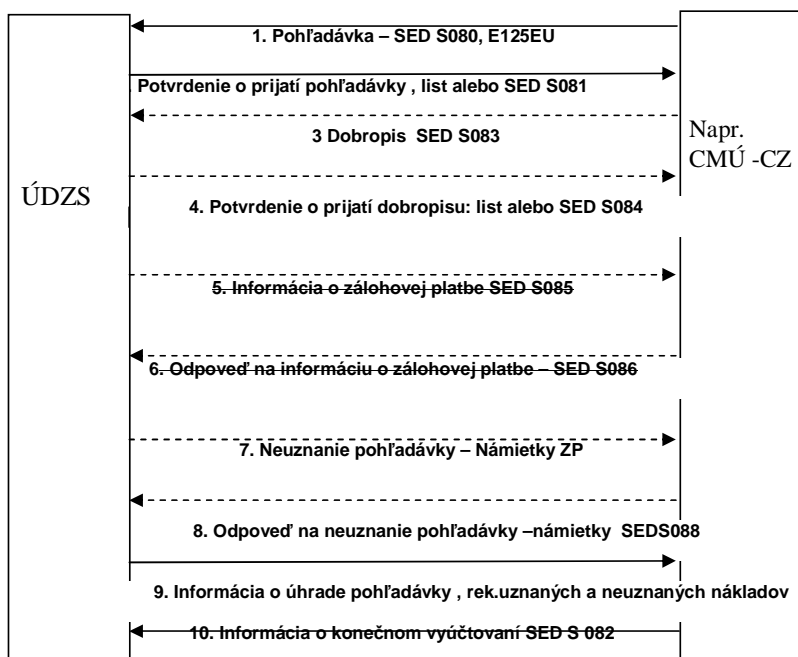 1. Pohľadávka – SED S080, E125EU
. Potvrdenie o prijatí pohľadávky , list alebo SED S081
3 Dobropis SED S083
Napr.
CMÚ -CZ
ÚDZS
4. Potvrdenie o prijatí dobropisu: list alebo SED S084
5. Informácia o zálohovej platbe SED S085
6. Odpoveď na informáciu o zálohovej platbe – SED S086
7. Neuznanie pohľadávky – Námietky ZP
8. Odpoveď na neuznanie pohľadávky –námietky SEDS088
9. Informácia o úhrade pohľadávky , rek.uznaných a neuznaných nákladov
10. Informácia o konečnom vyúčtovaní SED S 082